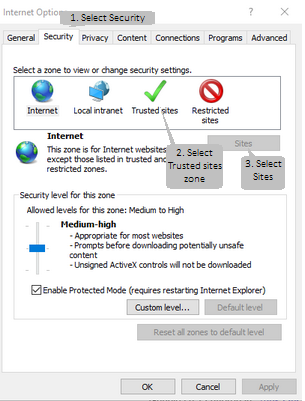 Internet Option
1. Select Security
General Security Privacy Content Connections Programs Advanced
Select a zone to view or change security settings.
Internet Local intranet Trusted sites Restricted
sites
Internet
This zone is for Internet websites
except those listed in trusted and
restricted zones.
Sites
2. Select
Trusted sites
zone
3. Select
Sites
Security level for this zone
Allowed levels for this zone: Medium to High
Medium-high
- Appropriate for most websites
- Prompts before downloading potentially unsafe
content
- Unsigned ActiveX controls will not be downloaded
Enable Protected Mode (requires restarting Internet Explorer)
Custom level... Default level
Reset all zones to default level
OK Cancel Apply